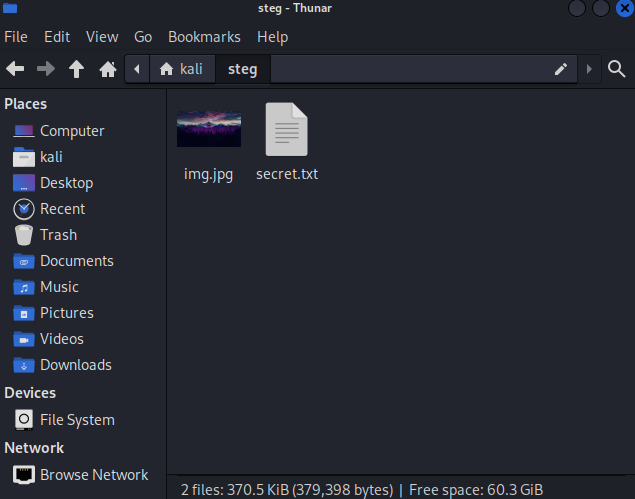 steg - Thunar
File Edit View Go Bookmarks Help
kali steg
Places
Computer
kali
Desktop
Recent
Trash
Documents
Music
Pictures
Videos
Downloads
Devices
File System
Network
Browse Network
img.jpg secret.txt
2 files: 370.5 KiB (379,398 bytes) | Free space: 60.3 GiB